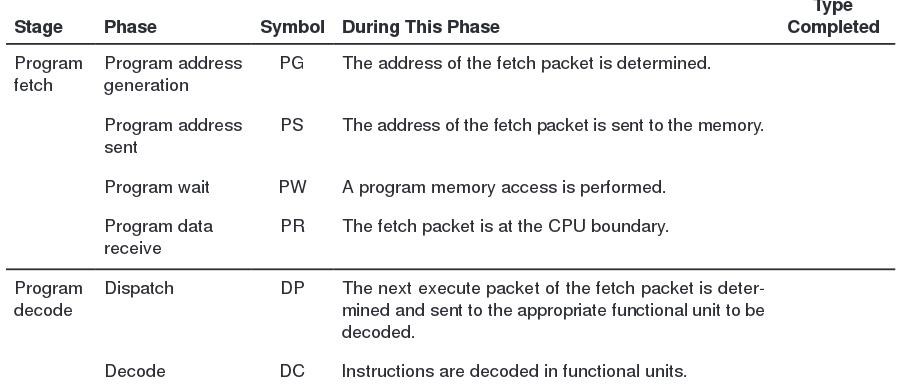 Type
Stage Phase Symbol During This Phase Completed
Program Program address PG The address of the fetch packet is determined.
fetch generation
Program address PS The address of the fetch packet is sent to the memory.
sent
Program wait PW A program memory access is performed.
Program data PR The fetch packet is at the CPU boundary.
receive
Program Dispatch DP The next execute packet of the fetch packet is deter-
decode mined and sent to the appropriate functional unit to be
decoded.
Decode DC Instructions are decoded in functional units.